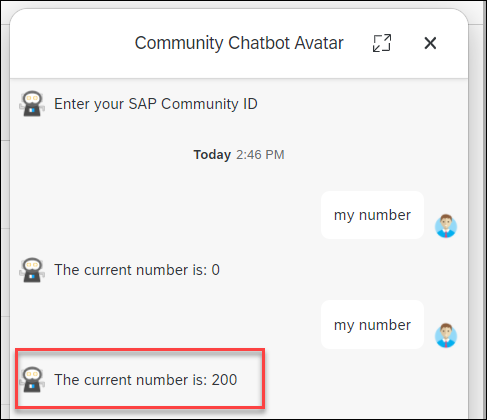 Community Chatbot Avatar
Enter your SAP Community ID
Today 2:46 PM
my number
The current number is: 0
my number
The current number is: 200